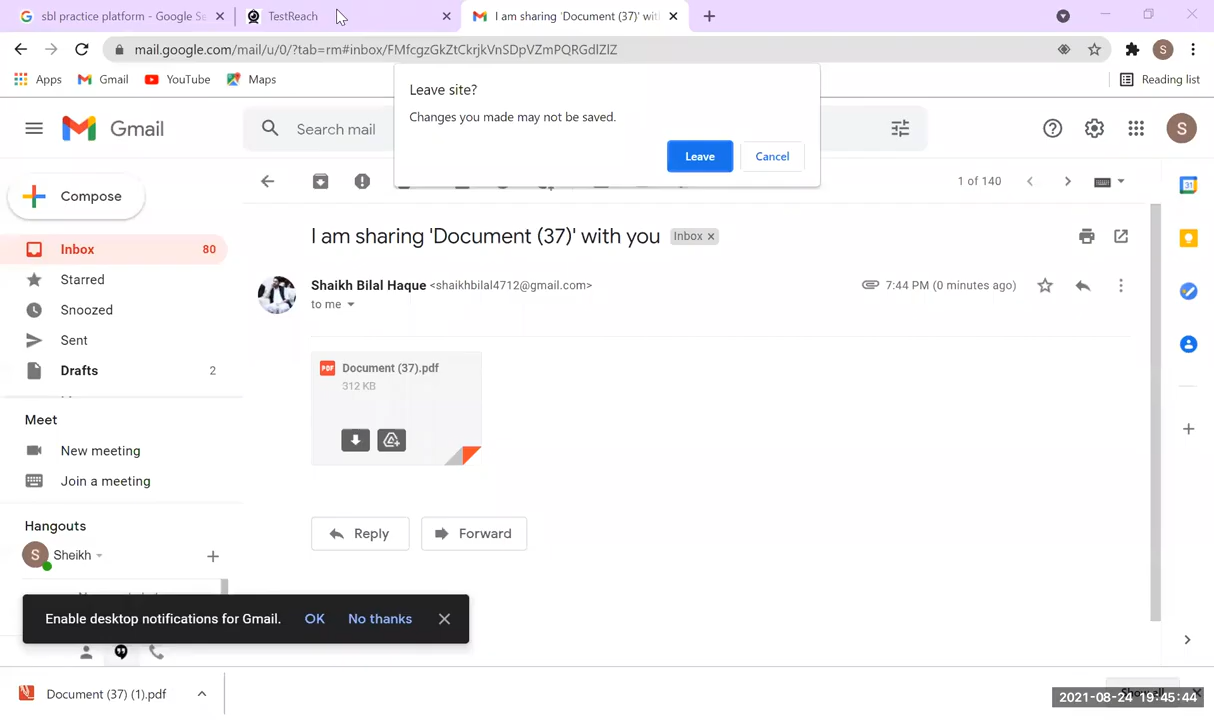 sbl practice platform - Google Se
TestReach
I am sharing 'Document (37)' with
mail.google.com/mail/u/0/?tab=rm#inbox/FMfcgzGkZtCkrjkVnSDpVZmPQRGdlZlZ
S
Apps
Gmail
YouTube
Maps
Reading list
Leave site?
Changes you made may not be saved.
Leave
Cancel
Gmail
Search mail
S
Compose
1 of 140
31
Inbox 80
Starred
Snoozed
Sent
Drafts 2
I am sharing 'Document (37)' with you
Inbox ×
Shaikh Bilal Haque <shaikhbilal4712@gmail.com>
7:44 PM (0 minutes ago)
to me
PDF
Document (37).pdf
312 KB
Reply
Forward
Meet
New meeting
Join a meeting
Hangouts
S
Sheikh
Enable desktop notifications for Gmail.
OK
No thanks
Document (37) (1).pdf
2021-08-24 19:45:44